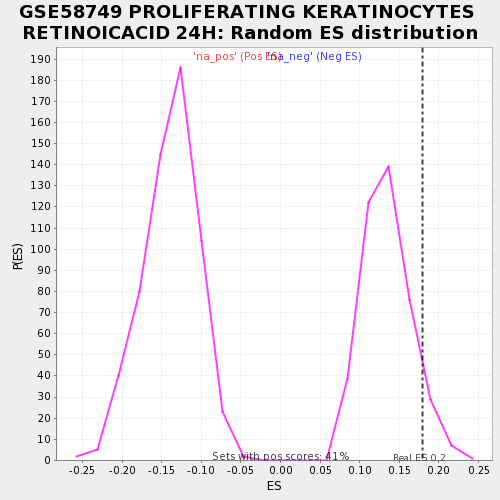 GSE58749 PROLIFERATING KERATINOCYTES
RETINOICACID 24H: Random ES distribution
'na_pos' (Pos ES) 'na_neg' (Neg ES)
190
180
170
160
150
140
130
120
110
100
90
80
70
60
50
40
30
20
10
0
P(ES)
Sets with pos scores: 41%
Real ES 0.2
-0.25 -0.20 -0.15 -0.10 -0.05 0.00 0.05 0.10 0.15 0.20 0.25
ES